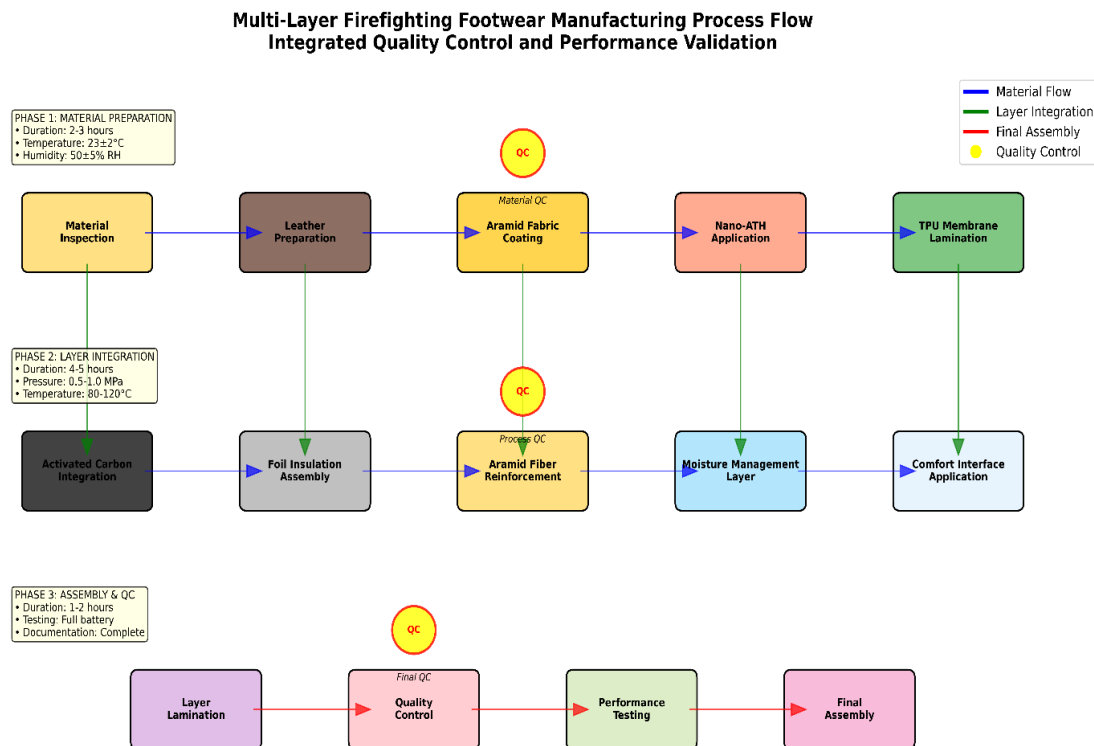 Multi-Layer Firefighting Footwear Manufacturing Process Flow
Integrated Quality Control and Performance Validation
Material Flow
Layer Integration
Final Assembly
Quality Control
PHASE 1: MATERIAL PREPARATION
• Duration: 2-3 hours
• Temperature: 23±2°C
• Humidity: 50±5% RH
QC
Material QC
Material
Inspection
Leather
Preparation
Aramid Fabric
Coating
Nano-ATH
Application
TPU Membrane
Lamination
PHASE 2: LAYER INTEGRATION
• Duration: 4-5 hours
• Pressure: 0.5-1.0 MPa
• Temperature: 80-120°C
QC
Process QC
Activated Carbon
Integration
Foil Insulation
Assembly
Aramid Fiber
Reinforcement
Moisture Management
Layer
Comfort Interface
Application
PHASE 3: ASSEMBLY & QC
• Duration: 1-2 hours
• Testing: Full battery
• Documentation: Complete
QC
Final QC
Layer
Lamination
Quality
Control
Performance
Testing
Final
Assembly